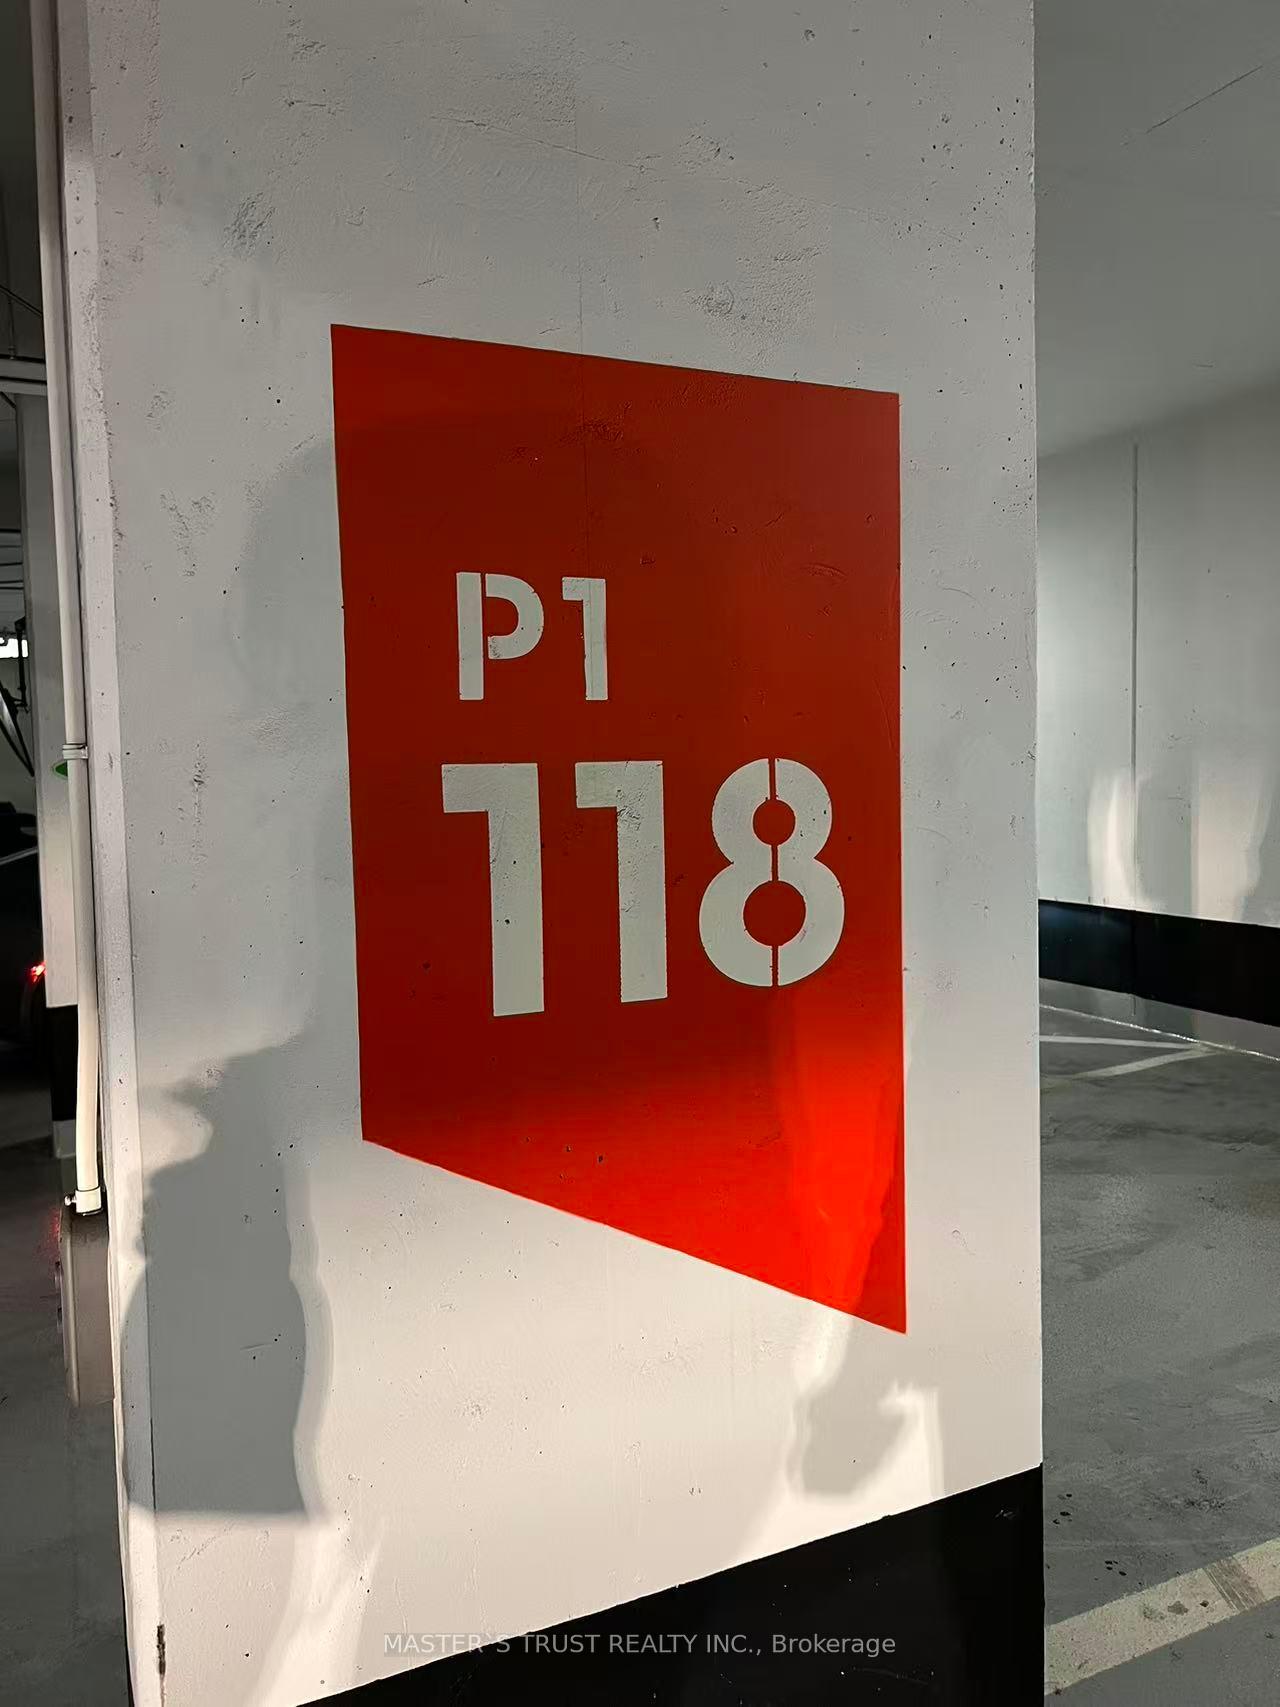 P1
118
MASTER`S TRUST REALTY INC., Brokerage